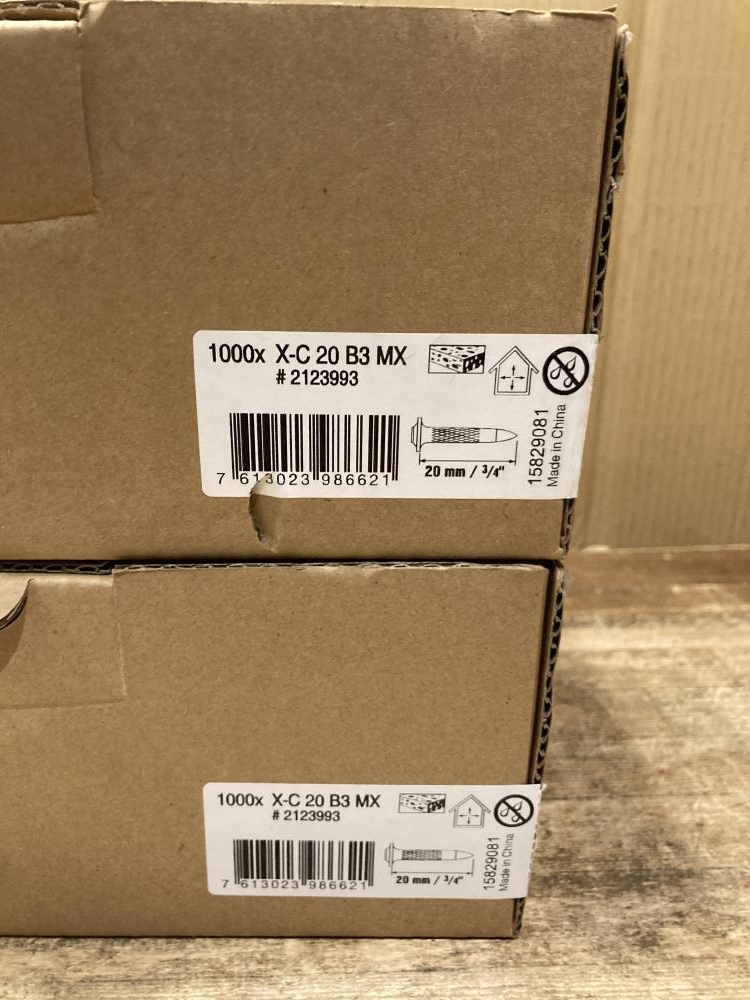 1000x X-C 20 B3 MX
# 2123993
7 613023 986621
20 mm / 3/4"
15829081
Made in China
1000x X-C 20 B3 MX
# 2123993
7 613023 986621
20 mm / 3/4"
15829081
Made in China